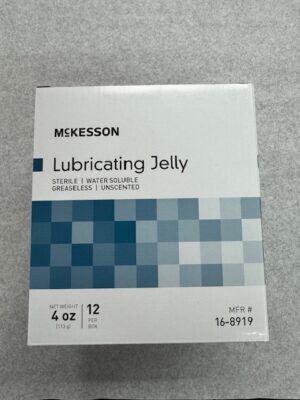 McKESSON
Lubricating Jelly
STERILE | WATER SOLUBLE
GREASELESS | UNSCENTED
NET WEIGHT
4 oz
(113 g)
12
PER
BOX
MFR #
16-8919